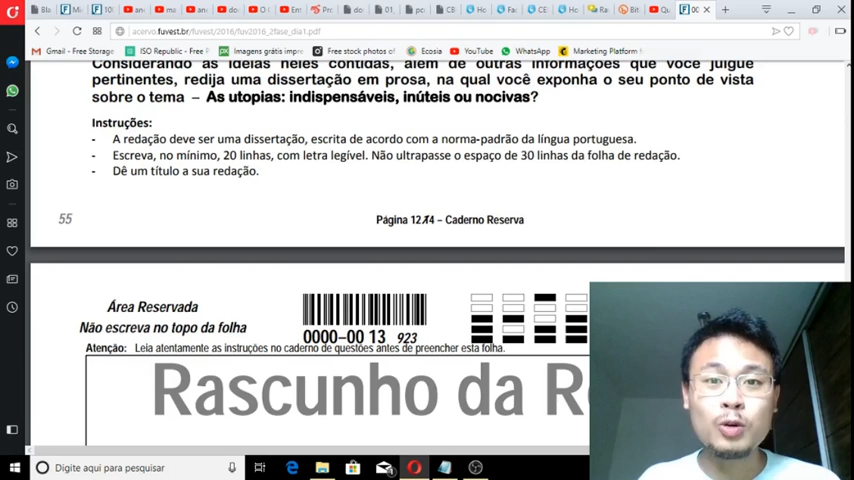 acervo.fuvest.br/fuvest/2016/fuv2016_2fase_dia1.pdf
Gmail - Free Storage
ISO Republic - Free P
Imagens grátis impre
Free stock photos of
Ecosia
YouTube
WhatsApp
Marketing Platform f
Considerando as ideias neles contidas, além de outras informações que você julgue
pertinentes, redija uma dissertação em prosa, na qual você exponha o seu ponto de vista
sobre o tema – As utopias: indispensáveis, inúteis ou nocivas?
Instruções:
- A redação deve ser uma dissertação, escrita de acordo com a norma-padrão da língua portuguesa.
- Escreva, no mínimo, 20 linhas, com letra legível. Não ultrapasse o espaço de 30 linhas da folha de redação.
- Dê um título a sua redação.
55
Página 12/14 – Caderno Reserva
Área Reservada
Não escreva no topo da folha
0000–00 13 923
Atenção: Leia atentamente as instruções no caderno de questões antes de preencher esta folha.
Rascunho da R
Digite aqui para pesquisar